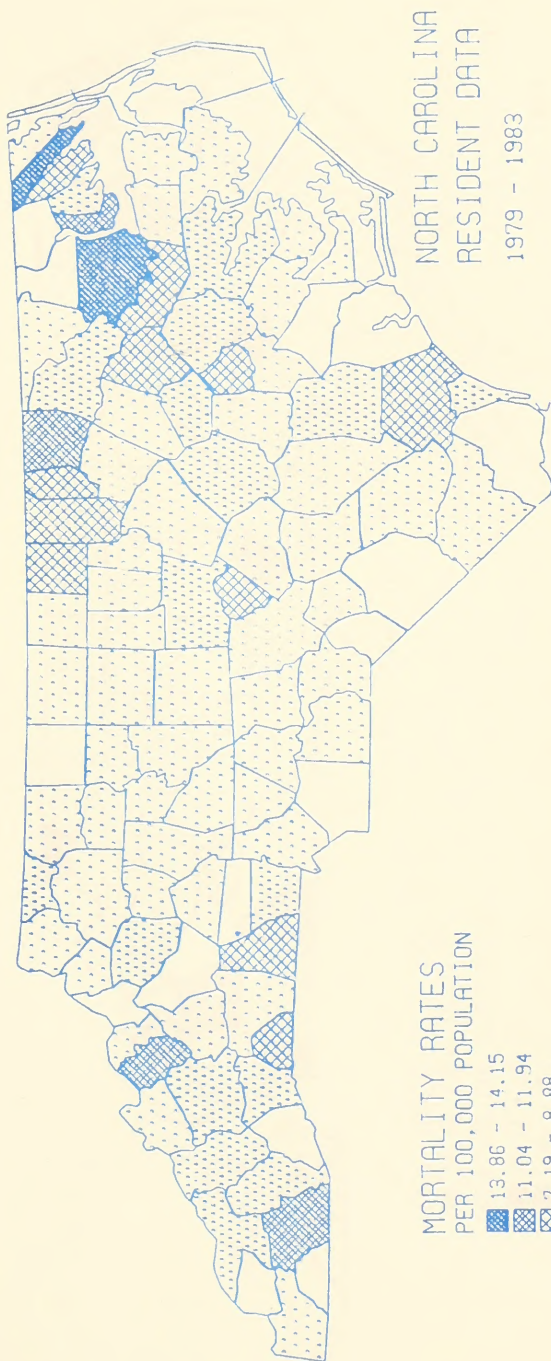 NORTH CAROLINA
RESIDENT DATA
1979 - 1983
MORTALITY RATES
PER 100,000 POPULATION
13.86 - 14.15
11.04 - 11.94